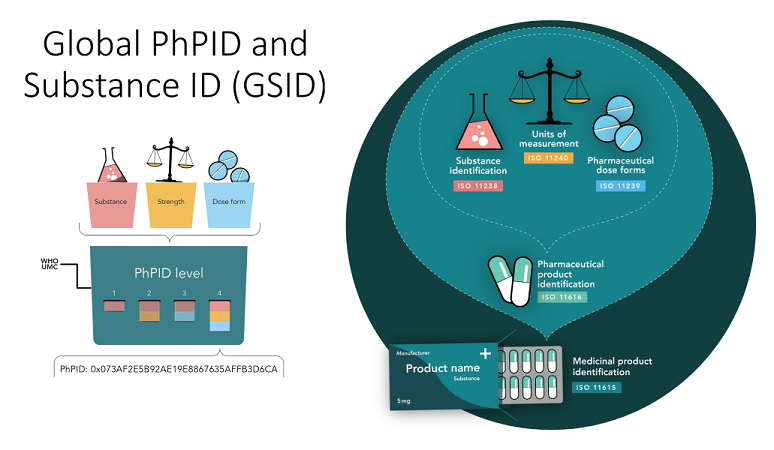 Global PhPID and
Substance ID (GSID)
Substance
Strength
Dose form
WHO
UMC
PhPID level
1
2
3
4
PhPID: 0x073AF2E5B92AE19E8867635AFFB3D6CA
Units of
measurement
ISO 11240
Substance
identification
ISO 11238
Pharmaceutical
dose forms
ISO 11239
Pharmaceutical
product
identification
ISO 11616
Manufacturer
Product name
Substance
5 mg
Medicinal product
identification
ISO 11615